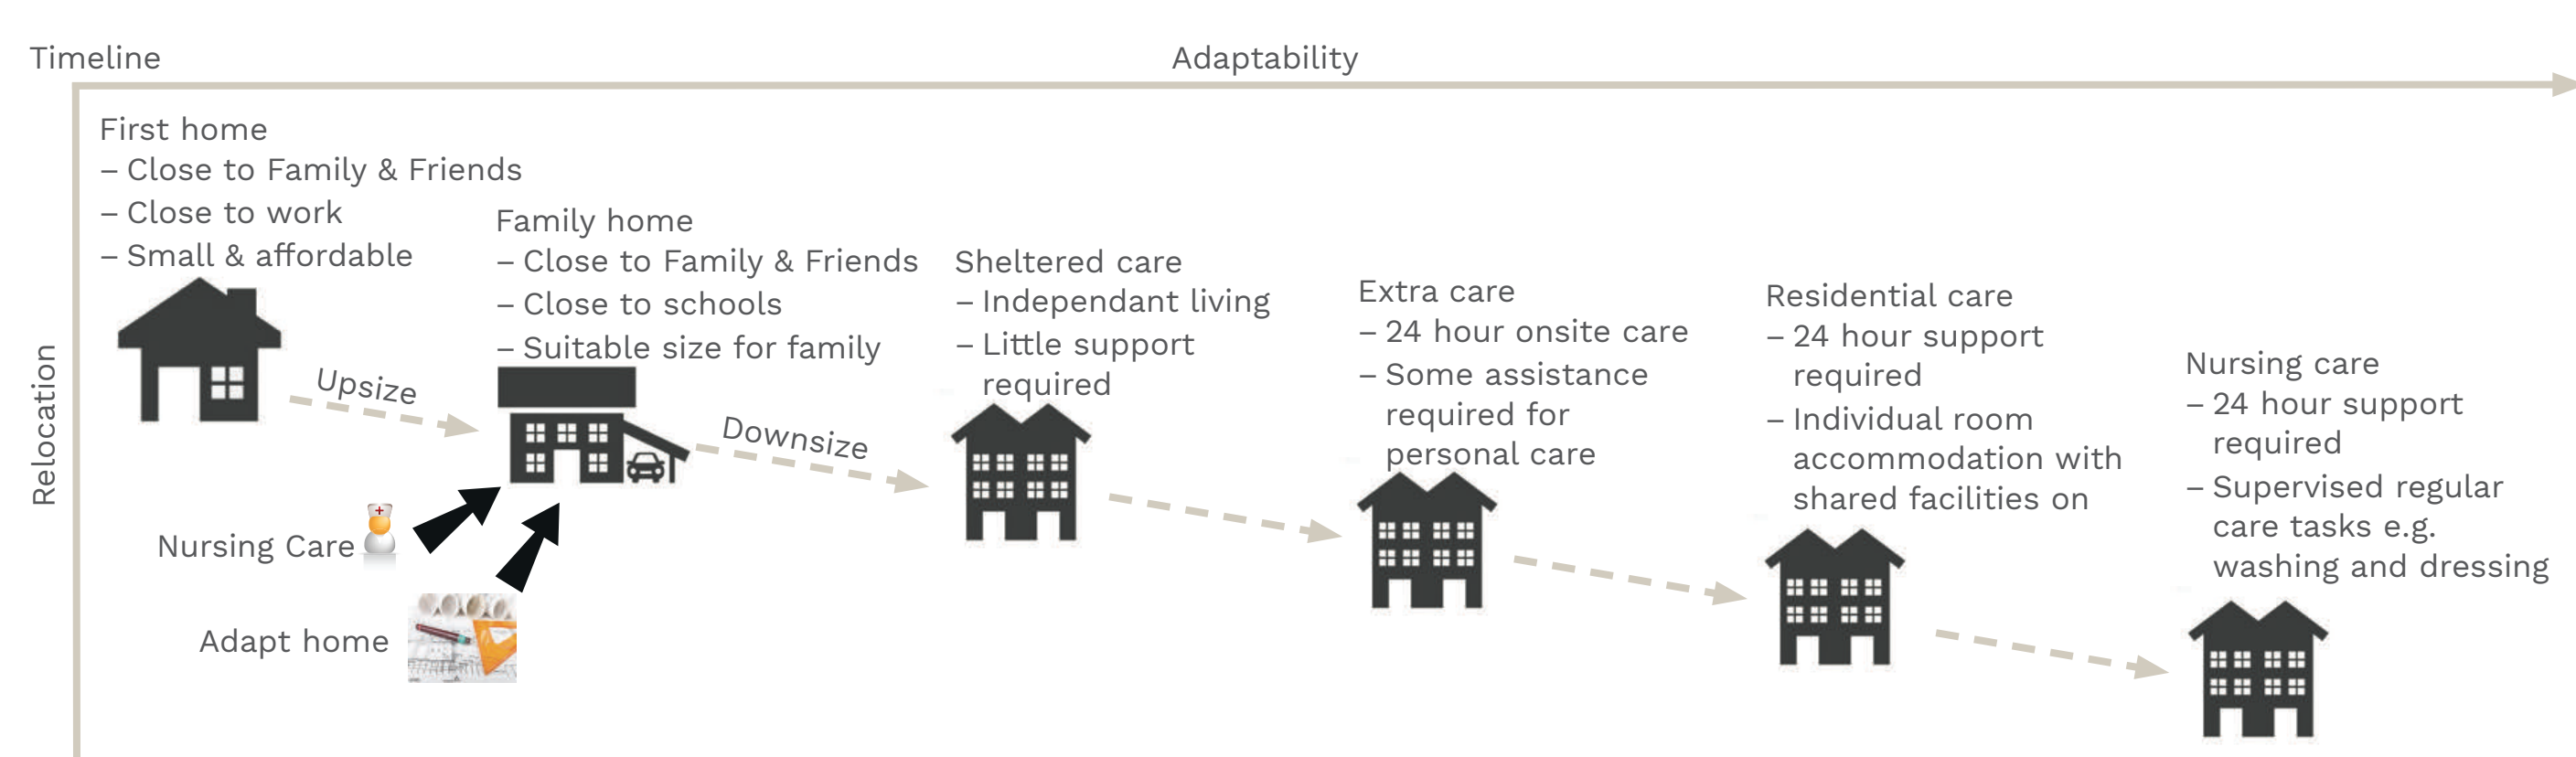 Timeline
Adaptability
Relocation
First home
– Close to Family & Friends
– Close to work
– Small & affordable
Upsize
Family home
– Close to Family & Friends
– Close to schools
– Suitable size for family
Nursing Care
Adapt home
Downsize
Sheltered care
– Independant living
– Little support
required
Extra care
– 24 hour onsite care
– Some assistance
required for
personal care
Residential care
– 24 hour support
required
– Individual room
accommodation with
shared facilities on
Nursing care
– 24 hour support
required
– Supervised regular
care tasks e.g.
washing and dressing